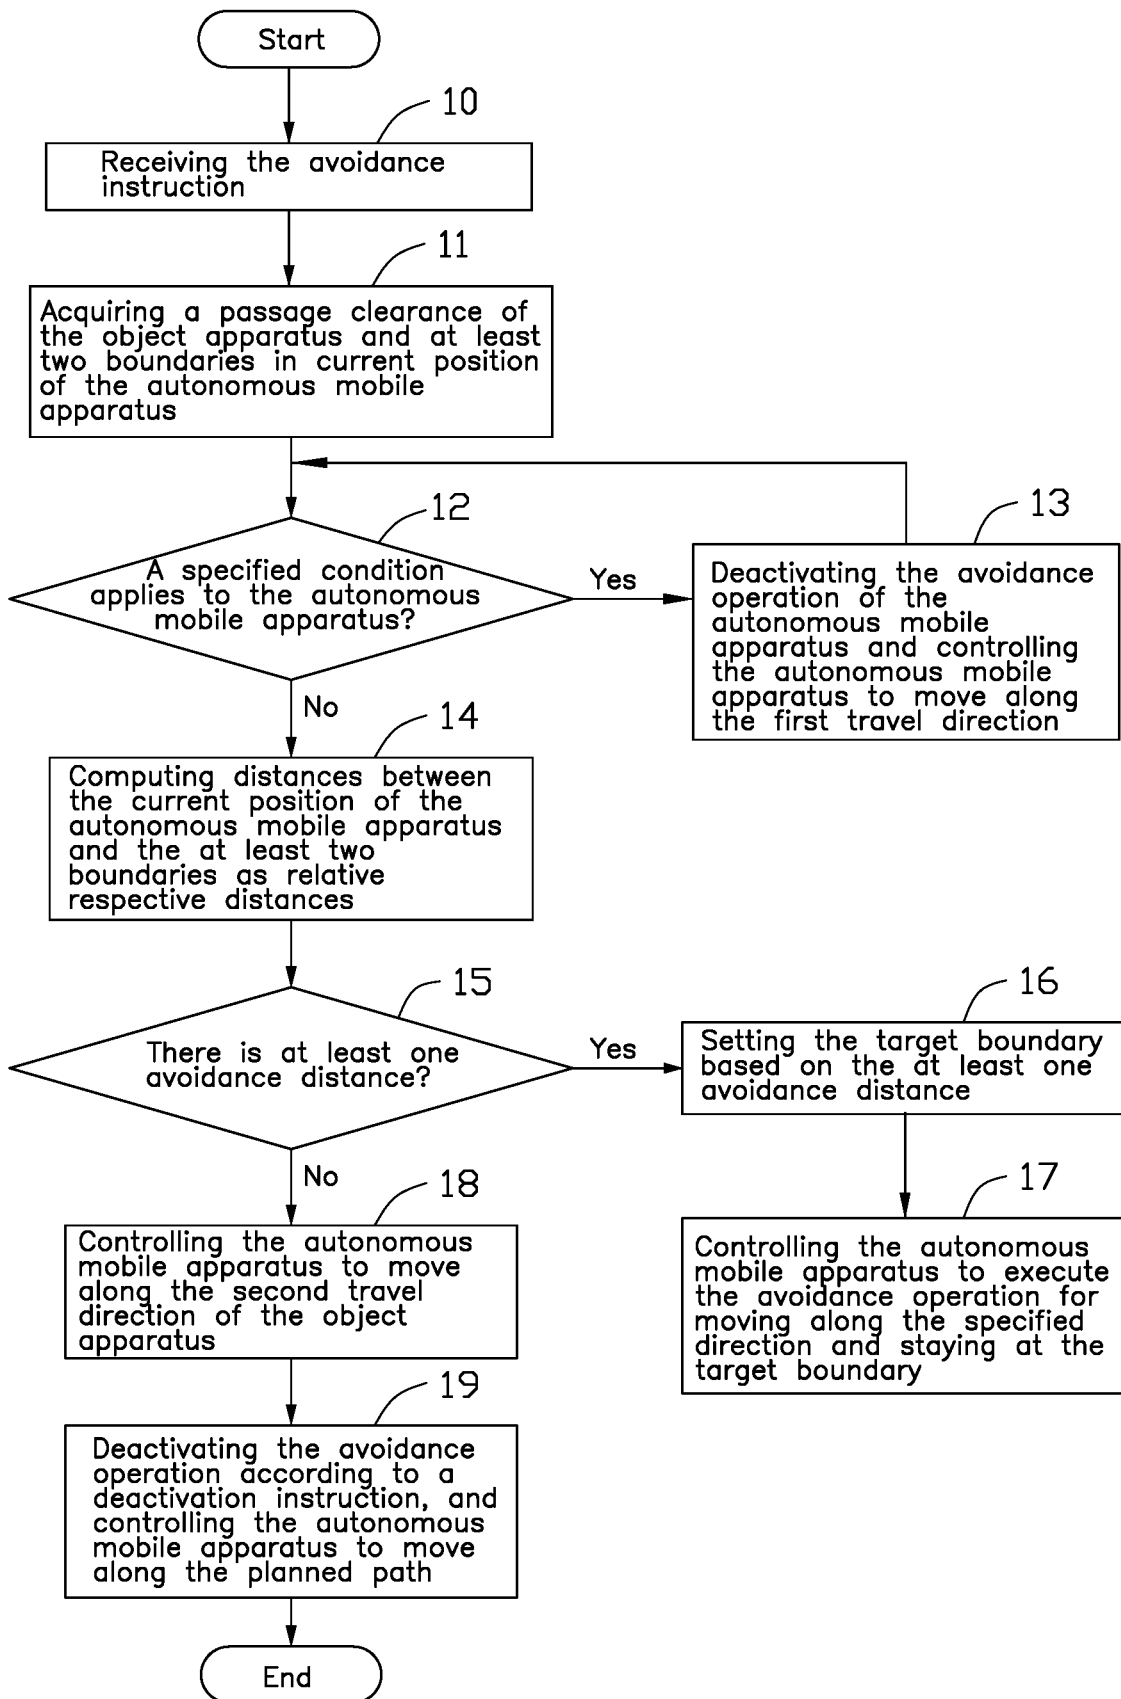 Start
10
Receiving the avoidance
instruction
11
Acquiring a passage clearance of
the object apparatus and at least
two boundaries in current position
of the autonomous mobile
apparatus
12
A specified condition
applies to the autonomous
mobile apparatus?
Yes
13
Deactivating the avoidance
operation of the
autonomous mobile
apparatus and controlling
the autonomous mobile
apparatus to move along
the first travel direction
No
14
Computing distances between
the current position of the
autonomous mobile apparatus
and the at least two
boundaries as relative
respective distances
15
There is at least one
avoidance distance?
Yes
16
Setting the target boundary
based on the at least one
avoidance distance
17
Controlling the autonomous
mobile apparatus to execute
the avoidance operation for
moving along the specified
direction and staying at the
target boundary
No
18
Controlling the autonomous
mobile apparatus to move
along the second travel
direction of the object
apparatus
19
Deactivating the avoidance
operation according to a
deactivation instruction, and
controlling the autonomous
mobile apparatus to move
along the planned path
End